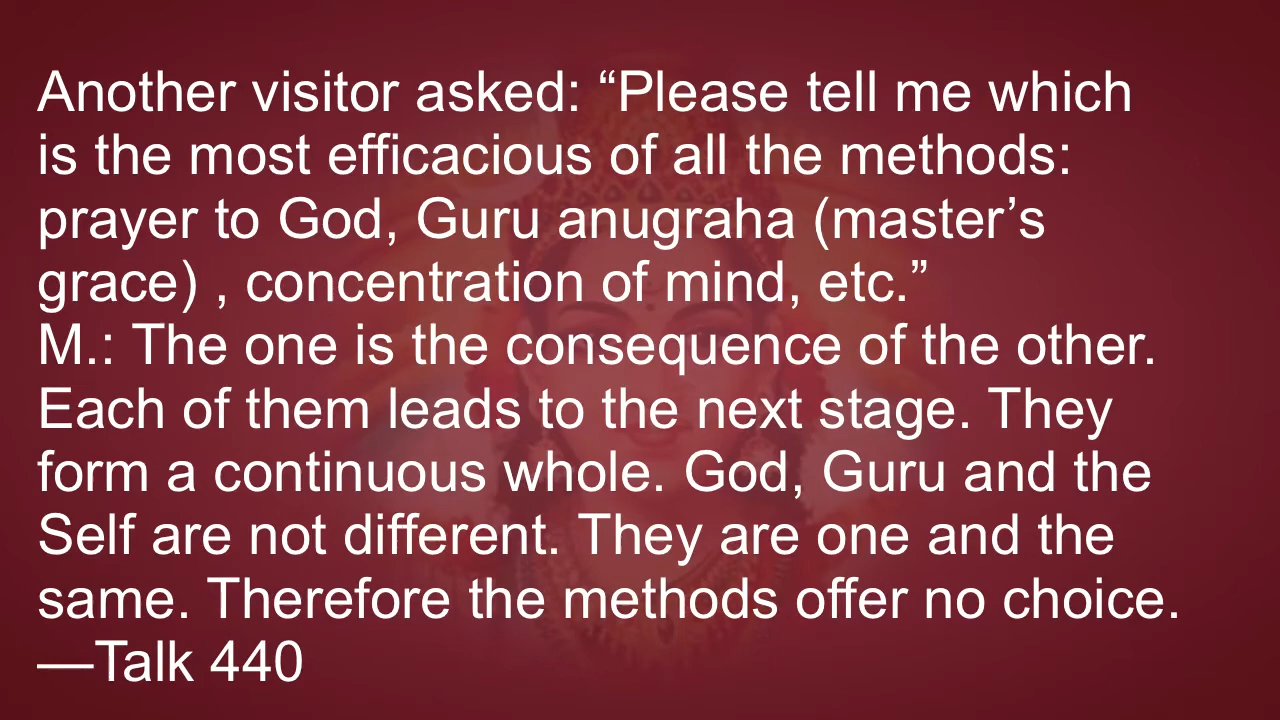 Another visitor asked: “Please tell me which
is the most efficacious of all the methods:
prayer to God, Guru anugraha (master’s
grace) , concentration of mind, etc.”
M.: The one is the consequence of the other.
Each of them leads to the next stage. They
form a continuous whole. God, Guru and the
Self are not different. They are one and the
same. Therefore the methods offer no choice.
—Talk 440